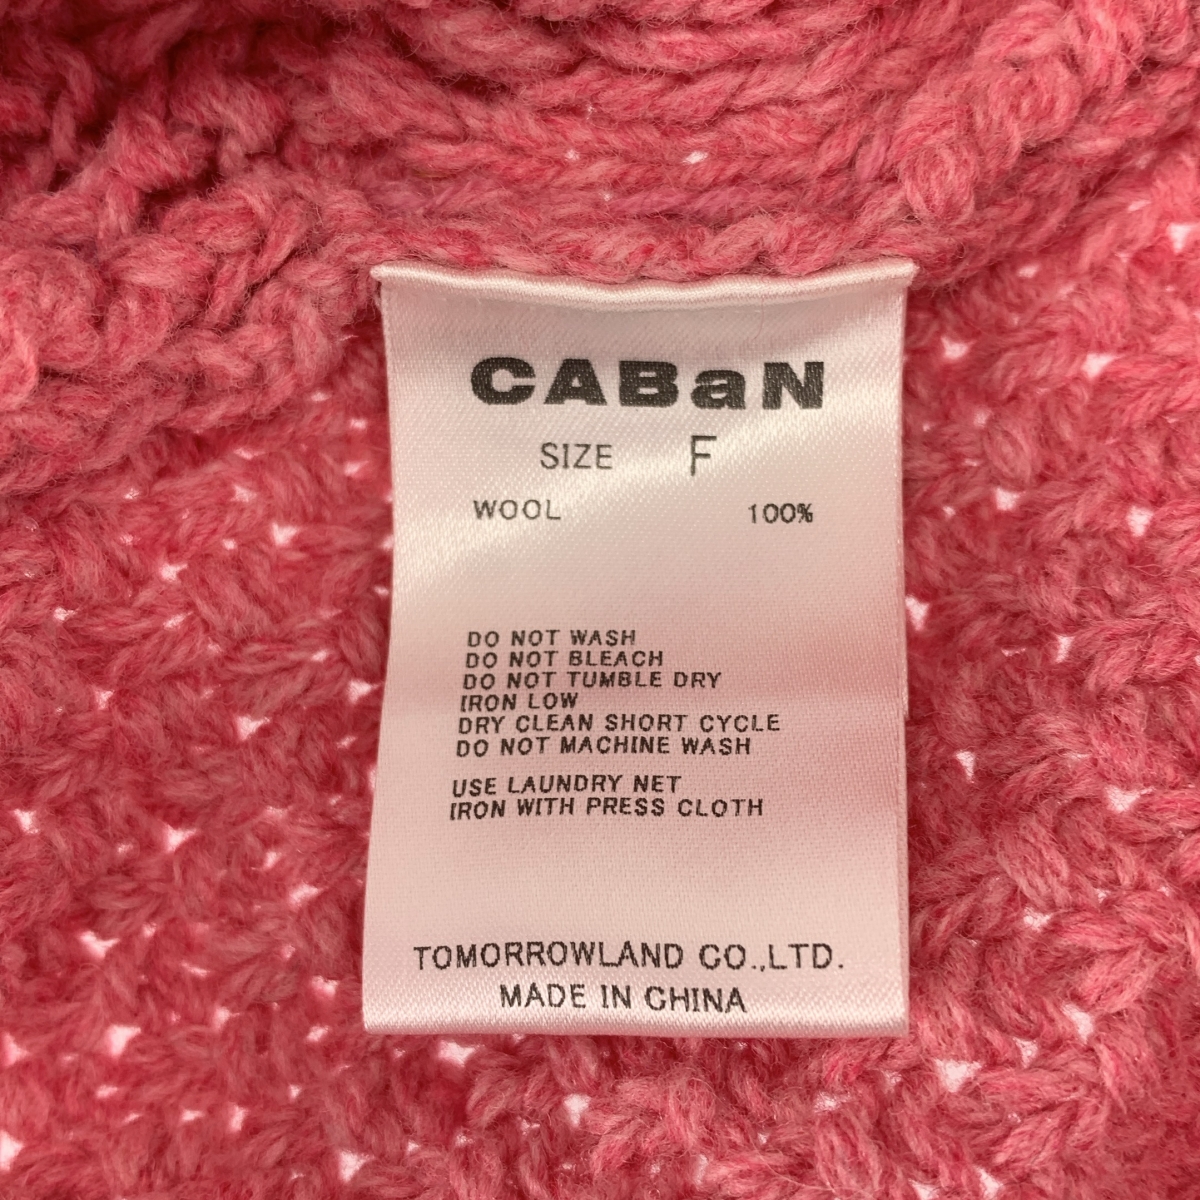 CABaN
SIZE F
WOOL 100%
DO NOT WASH
DO NOT BLEACH
DO NOT TUMBLE DRY
IRON LOW
DRY CLEAN SHORT CYCLE
DO NOT MACHINE WASH
USE LAUNDRY NET
IRON WITH PRESS CLOTH
TOMORROWLAND CO.,LTD.
MADE IN CHINA